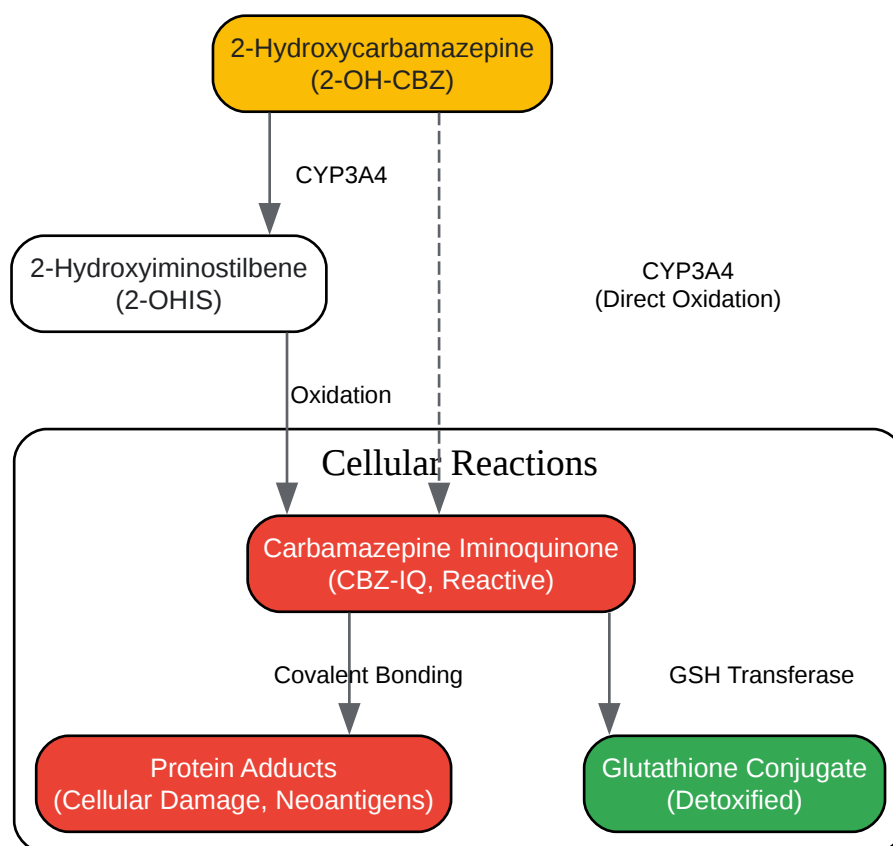 2-Hydroxycarbamazepine
(2-OH-CBZ)
CYP3A4
2-Hydroxyiminostilbene
(2-OHIS)
CYP3A4
(Direct Oxidation)
Oxidation
Cellular Reactions
Carbamazepine Iminoquinone
(CBZ-IQ, Reactive)
Covalent Bonding
GSH Transferase
Protein Adducts
(Cellular Damage, Neoantigens)
Glutathione Conjugate
(Detoxified)